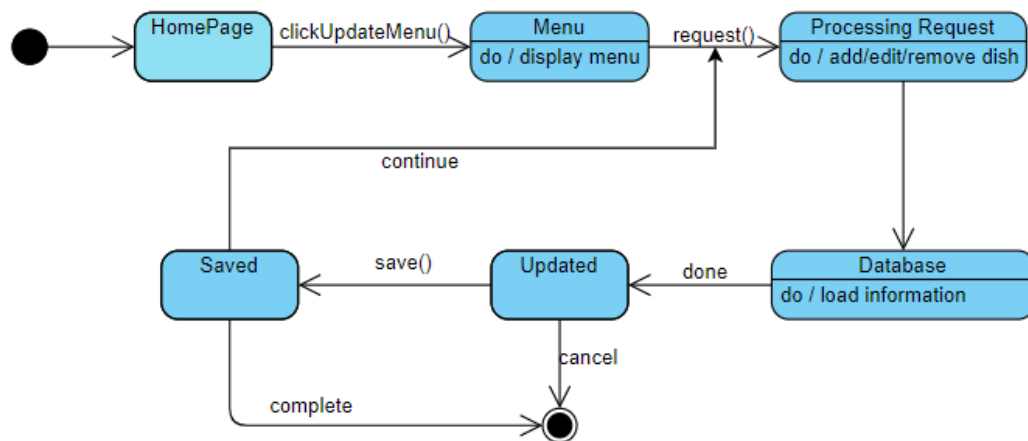 HomePage
clickUpdateMenu()
Menu
do / display menu
request()
Processing Request
do / add/edit/remove dish
continue
Saved
save()
Updated
done
Database
do / load information
cancel
complete